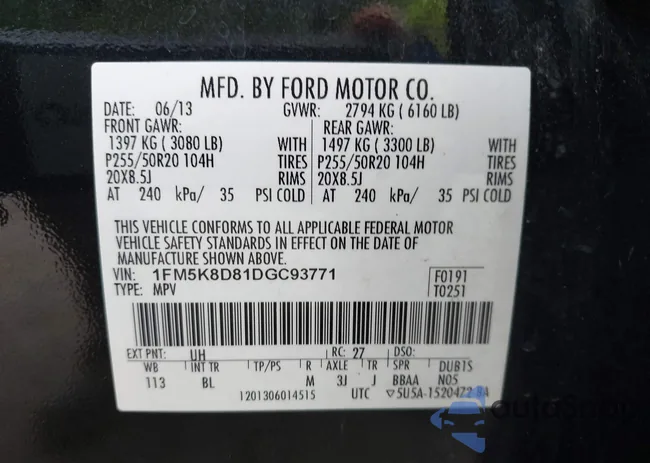 MFD. BY FORD MOTOR CO.
DATE: 06/13 GVWR: 2794 KG ( 6160 LB)
FRONT GAWR: REAR GAWR:
1397 KG ( 3080 LB) WITH 1497 KG ( 3300 LB) WITH
P255/50R20 104H TIRES P255/50R20 104H TIRES
20X8.5J RIMS 20X8.5J RIMS
AT 240 kPa/ 35 PSI COLD AT 240 kPa/ 35 PSI COLD
THIS VEHICLE CONFORMS TO ALL APPLICABLE FEDERAL MOTOR
VEHICLE SAFETY STANDARDS IN EFFECT ON THE DATE OF
MANUFACTURE SHOWN ABOVE.
VIN: 1FM5K8D81DGC93771 F0191
TYPE: MPV T0251
EXT PNT: UH RC: 27 DSO:
WB INT TR TP/PS R AXLE TR SPR DUB1S
113 BL M 3J J BBAA N05
1201306014515 UTC ▽5U5A-1520472-BA